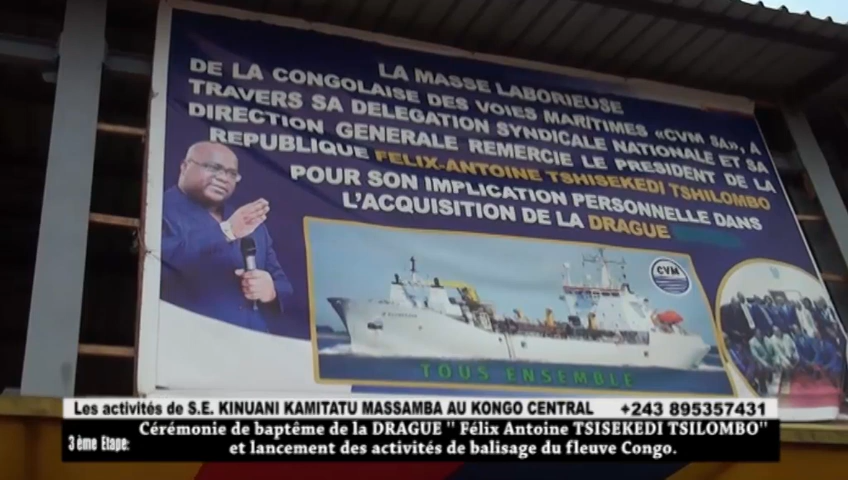 LA MASSE LABORIEUSE
DE LA CONGOLAISE DES VOIES MARITIMES «CVM SA», À
TRAVERS SA DELEGATION SYNDICALE NATIONALE ET SA
DIRECTION GENERALE REMERCIE LE PRESIDENT DE LA
REPUBLIQUE FELIX-ANTOINE TSHISEKEDI TSHILOMBO
POUR SON IMPLICATION PERSONNELLE DANS
L'ACQUISITION DE LA DRAGUE
CVM
TOUS ENSEMBLE
Les activités de S.E. KINUANI KAMITATU MASSAMBA AU KONGO CENTRAL +243 895357431
3 ème Etape: Cérémonie de baptême de la DRAGUE " Félix Antoine TSISEKEDI TSILOMBO"
et lancement des activités de balisage du fleuve Congo.